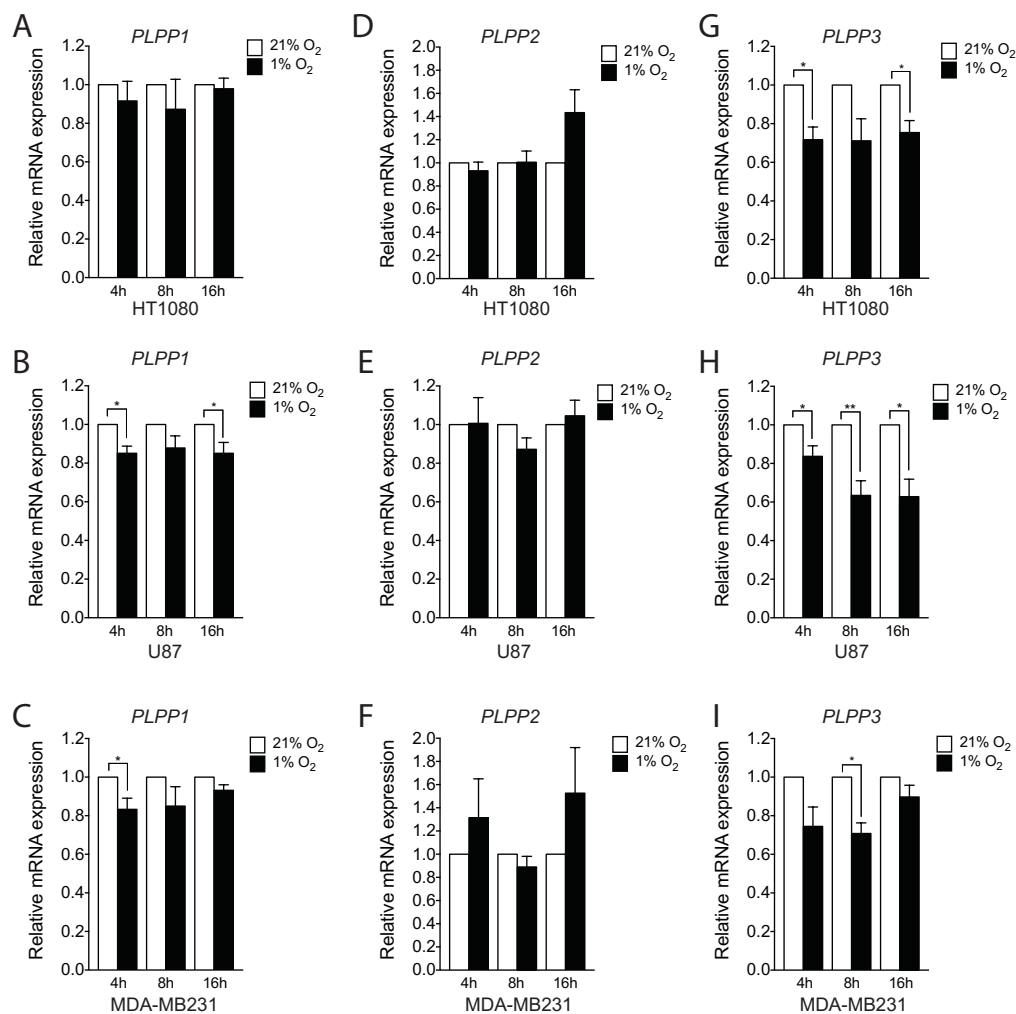 A
PLPP1
Relative mRNA expression
1.2
1.0
0.8
0.6
0.4
0.2
0.0
21% O2
1% O2
4h 8h 16h
HT1080
D
PLPP2
Relative mRNA expression
2.0
1.8
1.6
1.4
1.2
1.0
0.8
0.6
0.4
0.2
0.0
21% O2
1% O2
4h 8h 16h
HT1080
G
PLPP3
Relative mRNA expression
1.2
1.0
0.8
0.6
0.4
0.2
0.0
* *
21% O2
1% O2
4h 8h 16h
HT1080
B
PLPP1
Relative mRNA expression
1.2
1.0
0.8
0.6
0.4
0.2
0.0
* *
21% O2
1% O2
4h 8h 16h
U87
E
PLPP2
Relative mRNA expression
1.2
1.0
0.8
0.6
0.4
0.2
0.0
21% O2
1% O2
4h 8h 16h
U87
H
PLPP3
Relative mRNA expression
1.2
1.0
0.8
0.6
0.4
0.2
0.0
* ** *
21% O2
1% O2
4h 8h 16h
U87
C
PLPP1
Relative mRNA expression
1.2
1.0
0.8
0.6
0.4
0.2
0.0
*
21% O2
1% O2
4h 8h 16h
MDA-MB231
F
PLPP2
Relative mRNA expression
2.0
1.8
1.6
1.4
1.2
1.0
0.8
0.6
0.4
0.2
0.0
21% O2
1% O2
4h 8h 16h
MDA-MB231
I
PLPP3
Relative mRNA expression
1.2
1.0
0.8
0.6
0.4
0.2
0.0
*
21% O2
1% O2
4h 8h 16h
MDA-MB231